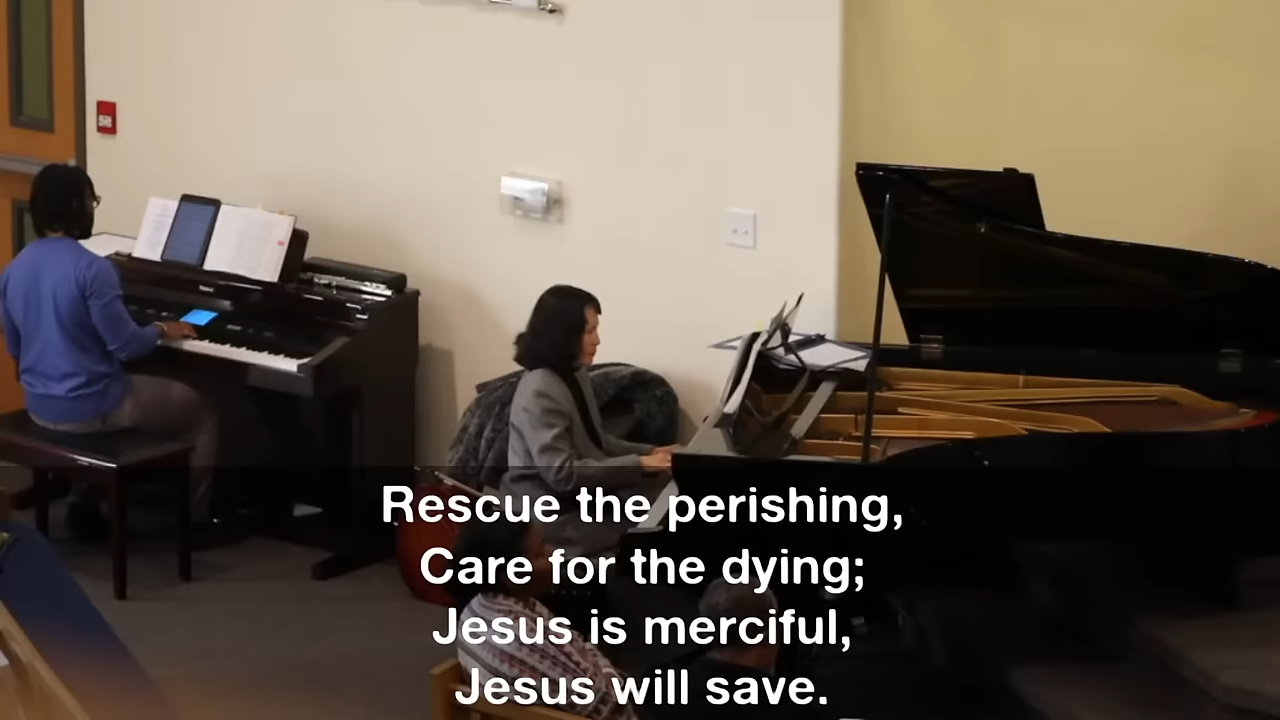 Rescue the perishing,
Care for the dying;
Jesus is merciful,
Jesus will save.